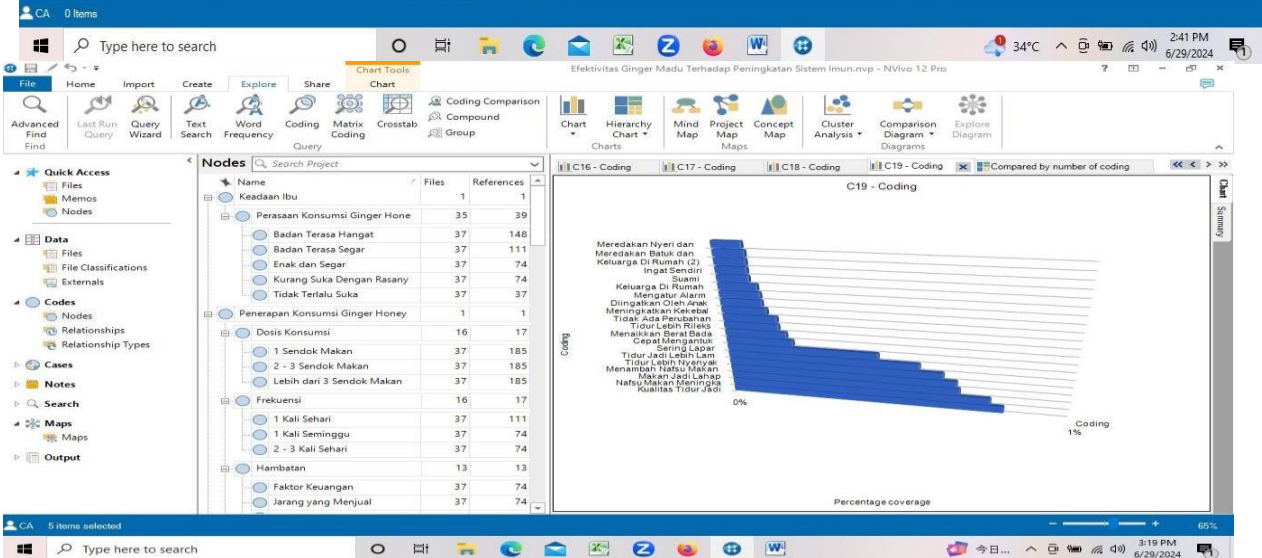 CA 0 Items
Type here to search
34°C
2:41 PM
6/29/2024
Chart Tools
Efektivitas Ginger Madu Terhadap Peningkatan Sistem Imun.nvp - NVivo 12 Pro
File Home Import Create Explore Share Chart
Advanced Find
Last Run Query
Query Wizard
Text Search
Word Frequency
Coding
Matrix Coding
Crosstab
Coding Comparison
Compound
Group
Chart
Hierarchy Chart
Mind Map
Project Map
Concept Map
Cluster Analysis
Comparison Diagram
Explore Diagram
Find
Query
Charts
Maps
Diagrams
Quick Access
Files
Memos
Nodes
Data
Files
File Classifications
Externals
Codes
Nodes
Relationships
Relationship Types
Cases
Notes
Search
Maps
Maps
Output
Nodes Search Project
Name Files References
Keadaan Ibu 1 1
Perasaan Konsumsi Ginger Hone 35 39
Badan Terasa Hangat 37 148
Badan Terasa Segar 37 111
Enak dan Segar 37 74
Kurang Suka Dengan Rasany 37 74
Tidak Terlalu Suka 37 37
Penerapan Konsumsi Ginger Honey 1 1
Dosis Konsumsi 16 17
1 Sendok Makan 37 185
2 - 3 Sendok Makan 37 185
Lebih dari 3 Sendok Makan 37 185
Frekuensi 16 17
1 Kali Sehari 37 111
1 Kali Seminggu 37 74
2 - 3 Kali Sehari 37 74
Hambatan 13 13
Faktor Keuangan 37 74
Jarang yang Menjual 37 74
C16 - Coding
C17 - Coding
C18 - Coding
C19 - Coding
Compared by number of coding
Chart
Summary
C19 - Coding
Meredakan Nyeri dan
Meredakan Batuk dan
Keluarga Di Rumah (2)
Ingat Sendiri
Suami
Keluarga Di Rumah
Mengatur Alarm
Diingatkan Oleh Anak
Meningkatkan Kekebal
Tidak Ada Perubahan
Tidur Lebih Rileks
Menaikkan Berat Bada
Cepat Mengantuk
Sering Lapar
Tidur Jadi Lebih Lam
Tidur Lebih Nyenyak
Menambah Nafsu Makan
Makan Jadi Lahap
Nafsu Makan Meningka
Kualitas Tidur Jadi
Coding
0%
Coding
1%
Percentage coverage
CA 5 items selected
65%
Type here to search
今日...
3:19 PM
6/29/2024